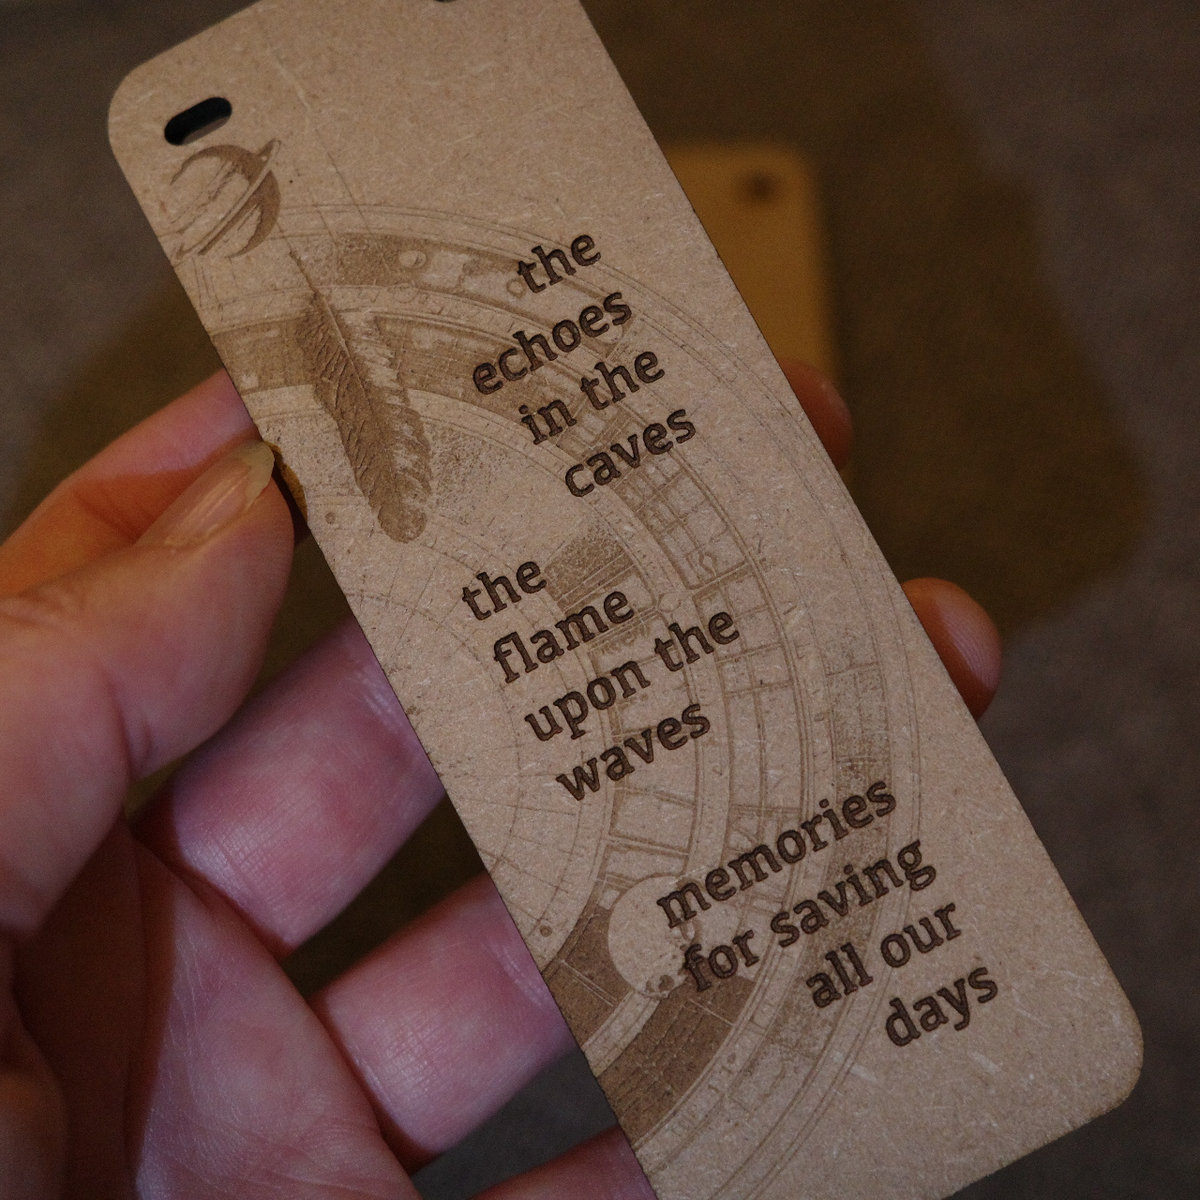 the
echoes
in the
caves
the
flame
upon the
waves
memories
for saving
all our
days